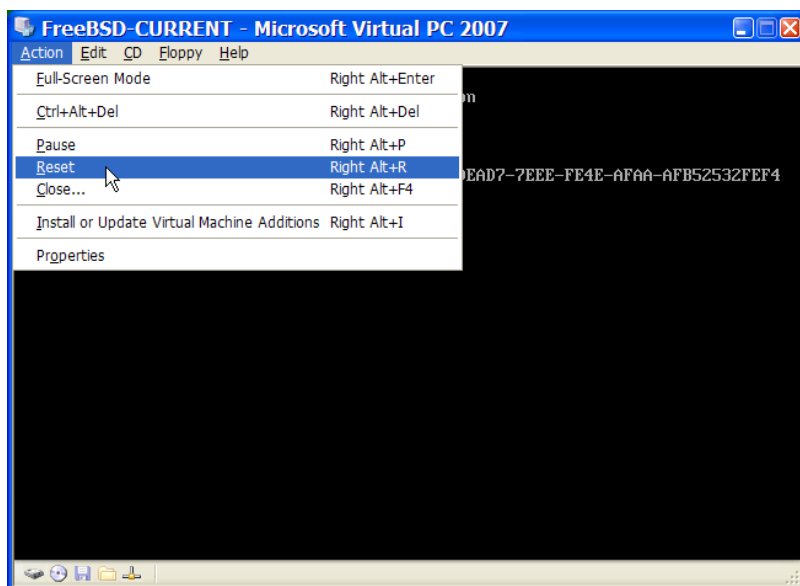 FreeBSD-CURRENT - Microsoft Virtual PC 2007
Action Edit CD Floppy Help
Full-Screen Mode Right Alt+Enter
on
Ctrl+Alt+Del Right Alt+Del
Pause Right Alt+P
Reset Right Alt+R
EAD7-7EEE-FE4E-AFAA-AFB52532FEF4
Close... Right Alt+F4
Install or Update Virtual Machine Additions Right Alt+I
Properties